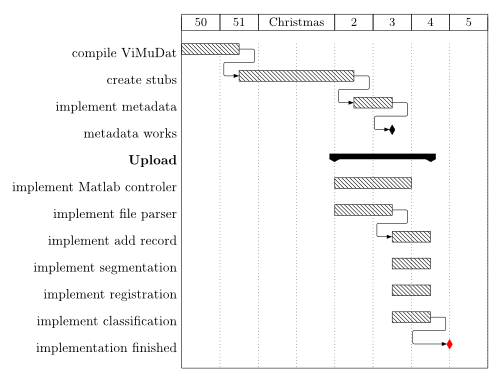 50 51 Christmas 2 3 4 5
compile ViMuDat
create stubs
implement metadata
metadata works
Upload
implement Matlab controler
implement file parser
implement add record
implement segmentation
implement registration
implement classification
implementation finished